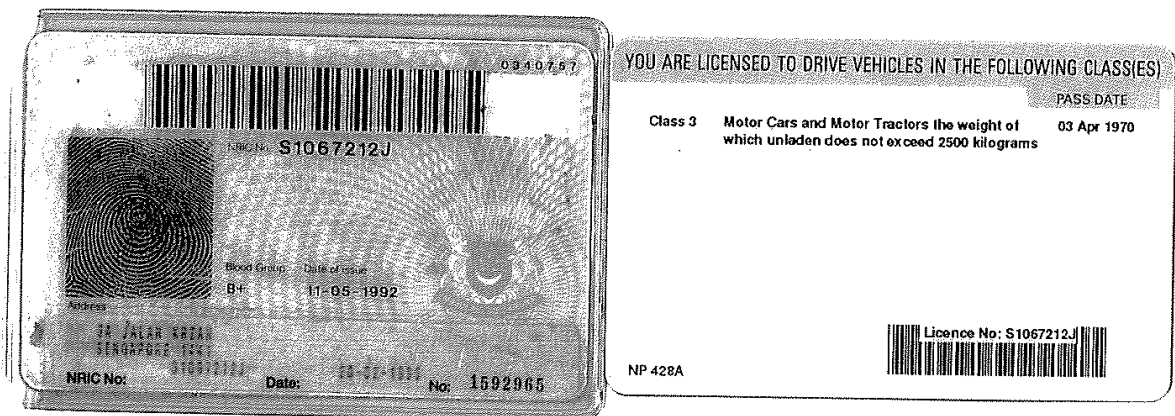 0340757
NRIC No. S1067212J
Blood Group Date of issue
B+ 11-05-1992
Address
SINGAPORE
NRIC No: S1067212J Date: No: 1592965
YOU ARE LICENSED TO DRIVE VEHICLES IN THE FOLLOWING CLASS(ES)
PASS DATE
Class 3 Motor Cars and Motor Tractors the weight of 03 Apr 1970
which unladen does not exceed 2500 kilograms
Licence No: S1067212J
NP 428A